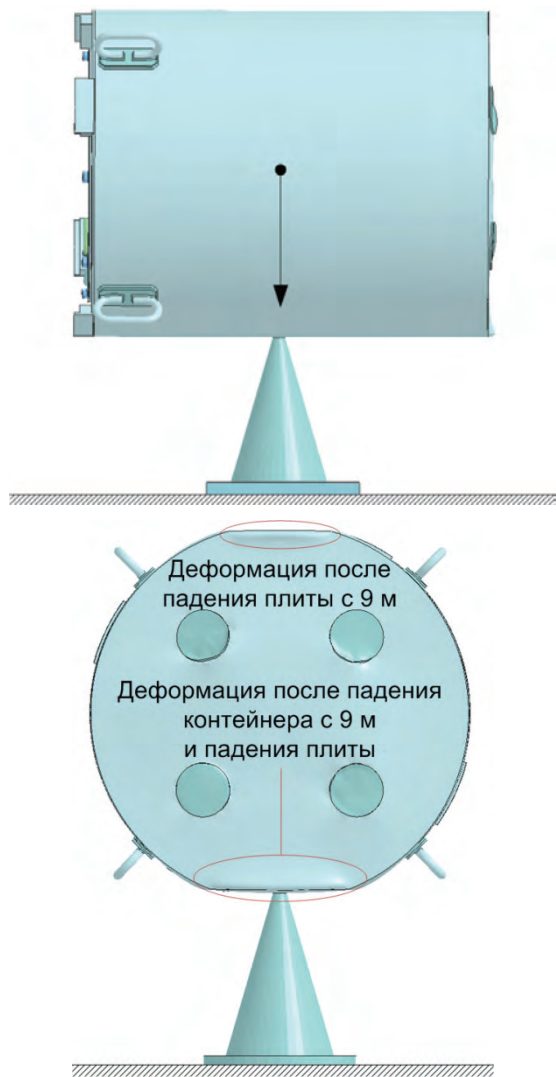 Деформация после
падения плиты с 9 м
Деформация после падения
контейнера с 9 м
и падения плиты